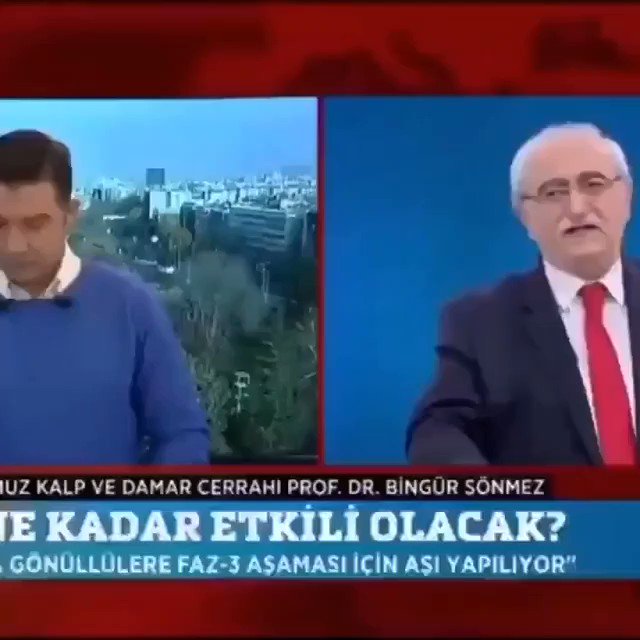 MUZ KALP VE DAMAR CERRAHI PROF. DR. BİNGÜR SÖNMEZ
NE KADAR ETKİLİ OLACAK?
GÖNÜLLÜLERE FAZ-3 AŞAMASI İÇİN AŞI YAPILIYOR"